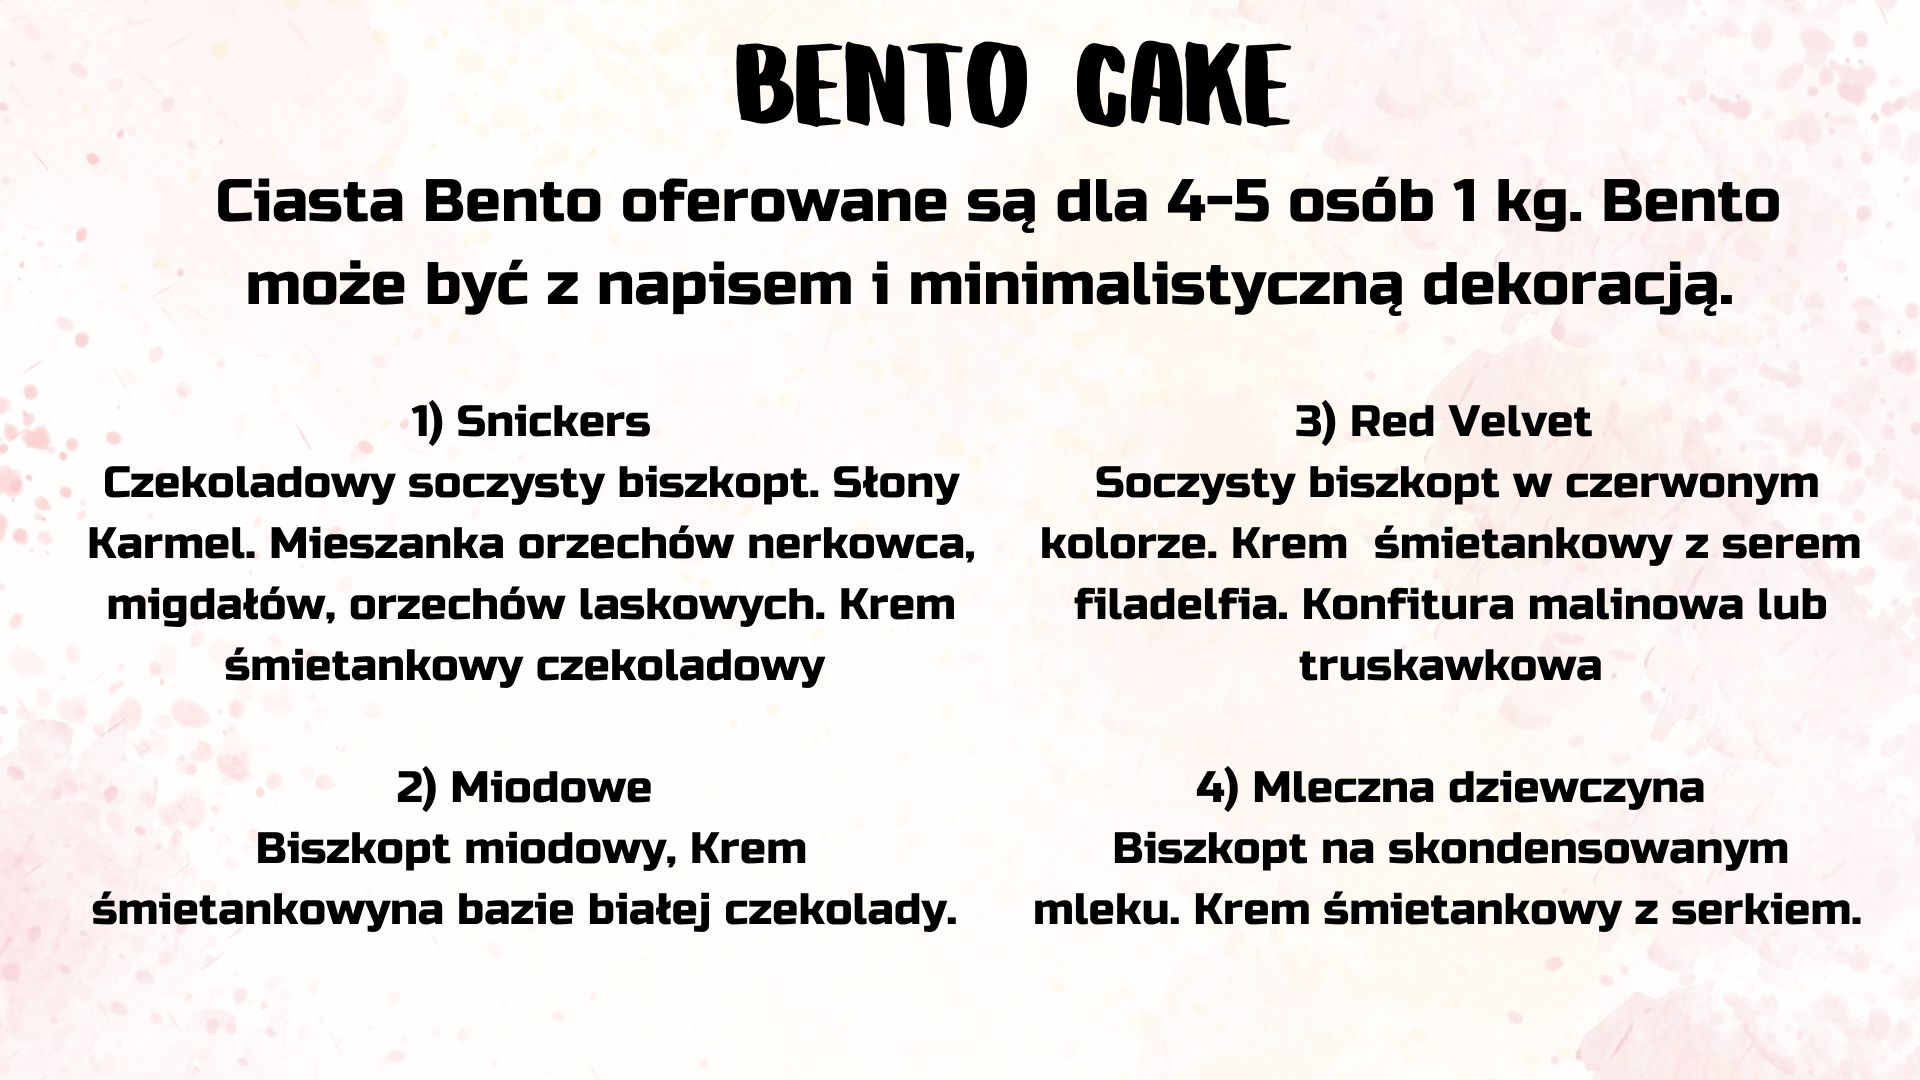 BENTO CAKE
Ciasta Bento oferowane są dla 4-5 osób 1 kg. Bento
może być z napisem i minimalistyczną dekoracją.
1) Snickers
Czekoladowy soczysty biszkopt. Słony
Karmel. Mieszanka orzechów nerkowca,
migdałów, orzechów laskowych. Krem
śmietankowy czekoladowy
2) Miodowe
Biszkopt miodowy, Krem
śmietankowyna bazie białej czekolady.
3) Red Velvet
Soczysty biszkopt w czerwonym
kolorze. Krem  śmietankowy z serem
filadelfia. Konfitura malinowa lub
truskawkowa
4) Mleczna dziewczyna
Biszkopt na skondensowanym
mleku. Krem śmietankowy z serkiem.